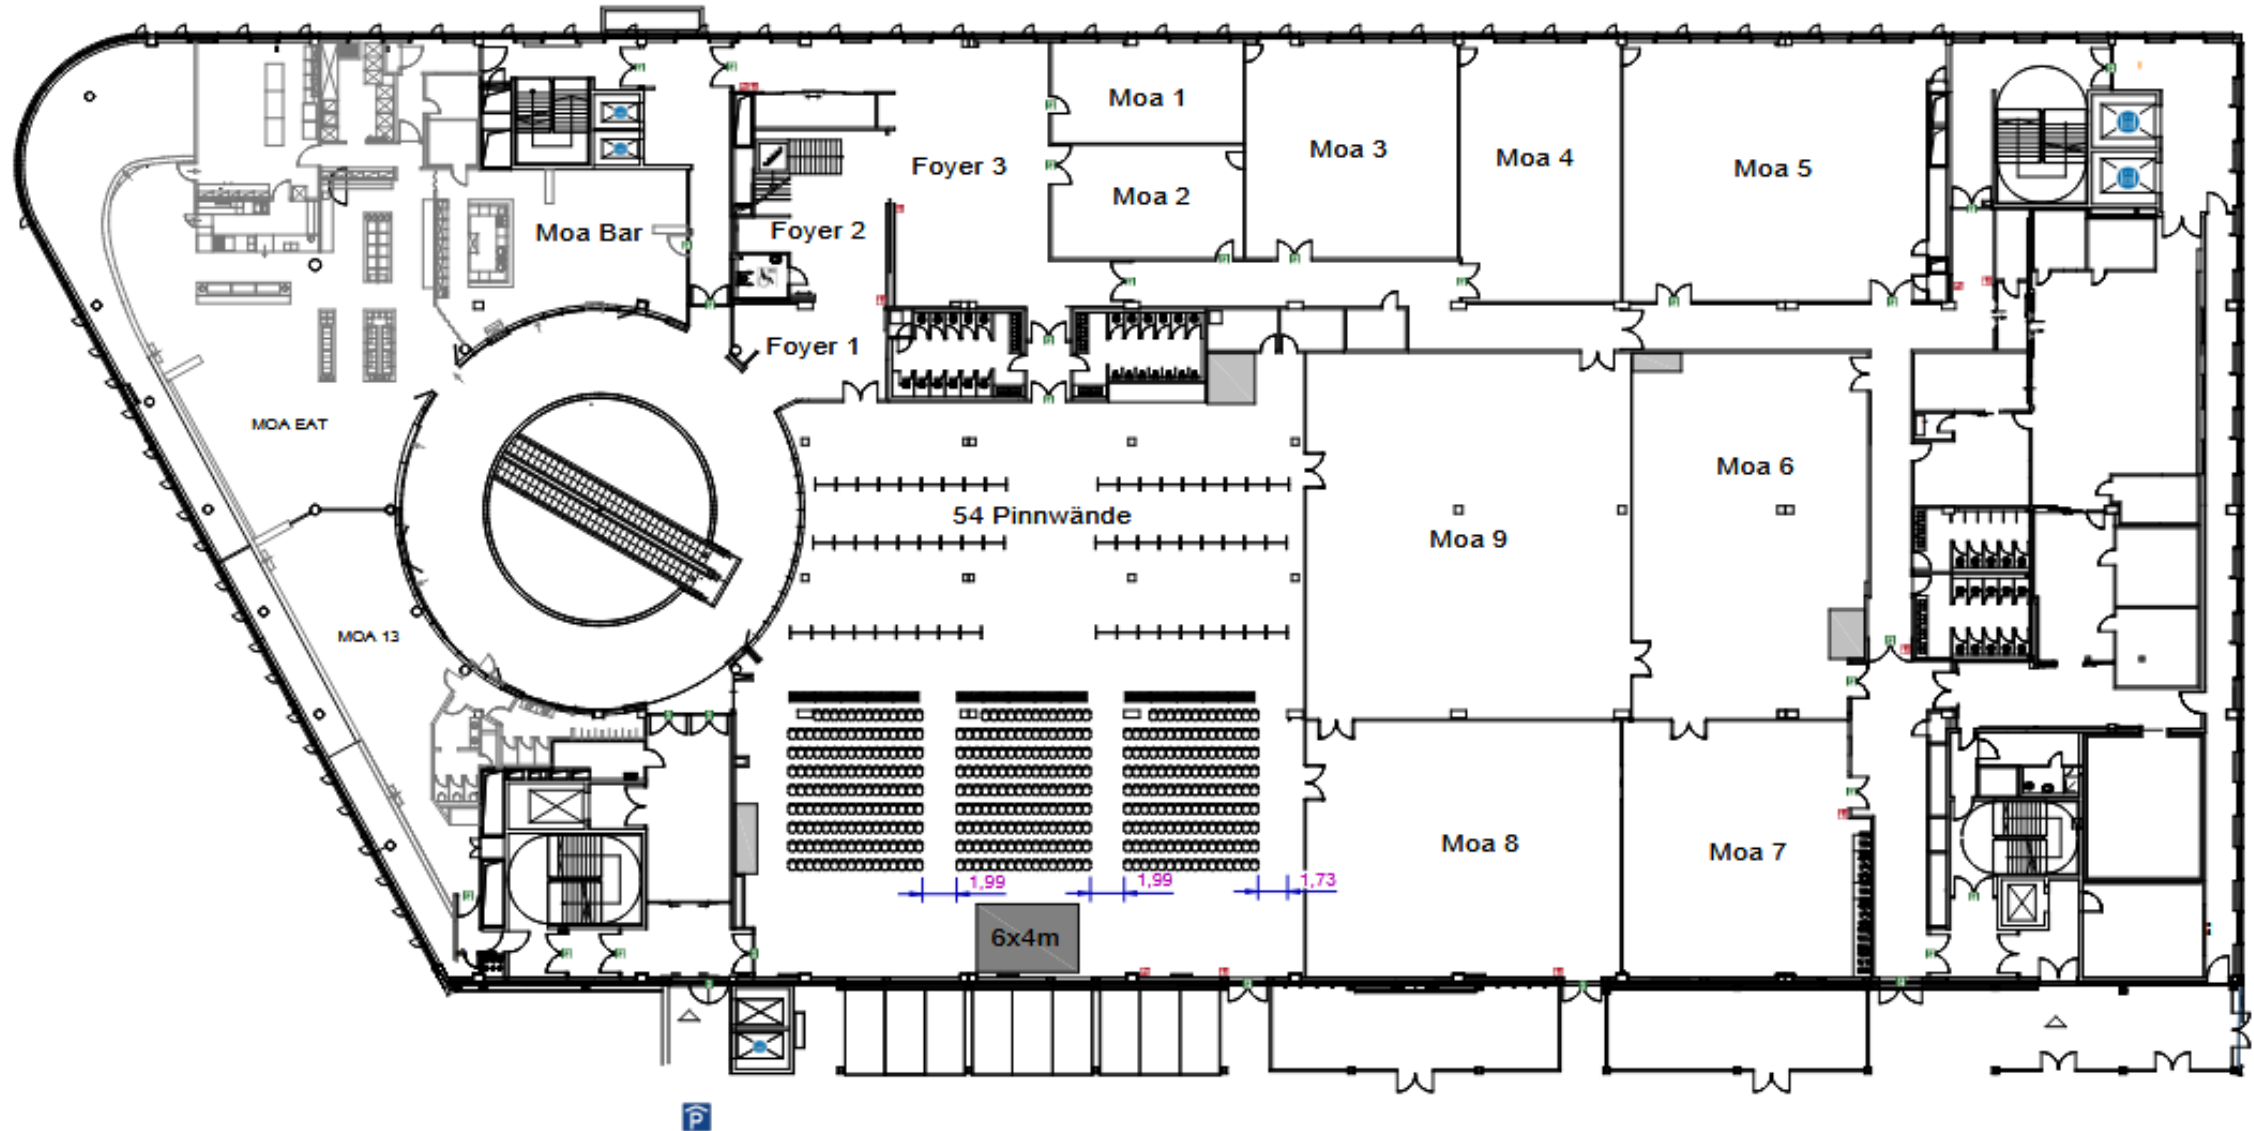 Moa 1
Moa 3
Moa 4
Moa 5
Foyer 3
Moa 2
Moa Bar
Foyer 2
Foyer 1
MOA EAT
Moa 6
54 Pinnwände
Moa 9
MOA 13
Moa 8
Moa 7
1,99
1,99
1,73
6x4m
P